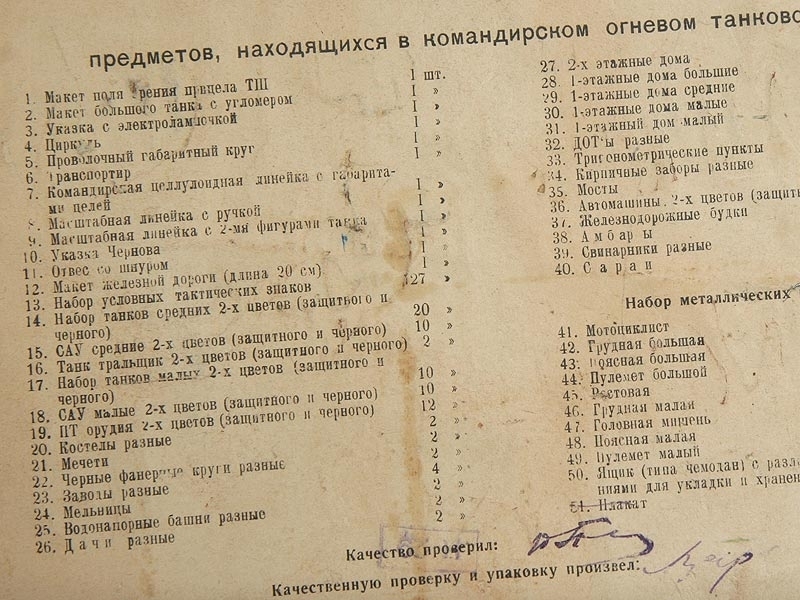 предметов, находящихся в командирском огневом танково
1. Макет поля зрения прицела ТШ 1 шт.
2. Макет большого танка с угломером 1 »
3. Указка с электролампочкой 1 »
4. Циркуль 1 »
5. Проволочный габаритный круг 1 »
6. Транспортир 1 »
7. Командирская целлулоидная линейка с габарита-
ми целей 1 »
8. Масштабная линейка с ручкой 1 »
9. Масштабная линейка с 2-мя фигурами танка 1 »
10. Указка Чернова 1 »
11. Отвес со шнуром 1 »
12. Макет железной дороги (длина 20 см) 1 »
13. Набор условных тактических знаков 127 »
14. Набор танков средних 2-х цветов (защитного и
черного) 20 »
15. САУ средние 2-х цветов (защитного и чёрного) 10 »
16. Танк тральщик 2-х цветов (защитного и черного) 2 »
17. Набор танков малых 2-х цветов (защитного и
черного) 10 »
18. САУ малые 2-х цветов (защитного и черного) 10 »
19. ПТ орудия 2-х цветов (защитного и черного) 12 »
20. Костелы разные 2 »
21. Мечети 2 »
22. Черные фанерные круги разные 2 »
23. Заводы разные 4 »
24. Мельницы 2 »
25. Водонапорные башни разные 2 »
26. Дачи разные 2 »
27. 2-х этажные дома
28. 1-этажные дома большие
29. 1-этажные дома средние
30. 1-этажные дома малые
31. 1-этажный дом малый
32. ДОТы разные
33. Тригонометрические пункты
34. Кирпичные заборы разные
35. Мосты
36. Автомашины. 2-х цветов (защити
37. Железнодорожные будки
38. Амбары
39. Свинарники разные
40. Сараи
Набор металлических
41. Мотоциклист
42. Грудная большая
43. Поясная большая
44. Пулемет большой
45. Ростовая
46. Грудная малая
47. Головная мишень
48. Поясная малая
49. Пулемет малый
50. Ящик (типа чемодан) с разл
ниями для укладки и хранен
51. Плакат
Качество проверил:
Качественную проверку и упаковку произвел: